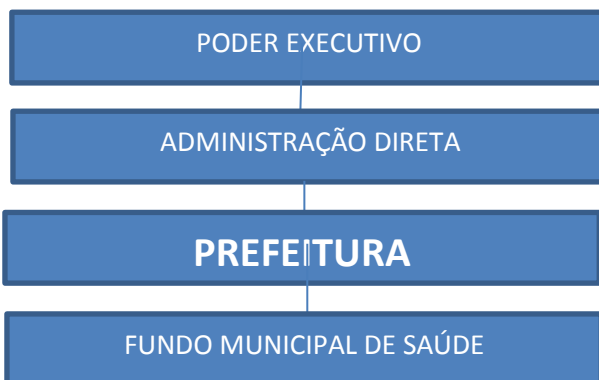 PODER EXECUTIVO
ADMINISTRAÇÃO DIRETA
PREFEITURA
FUNDO MUNICIPAL DE SAÚDE